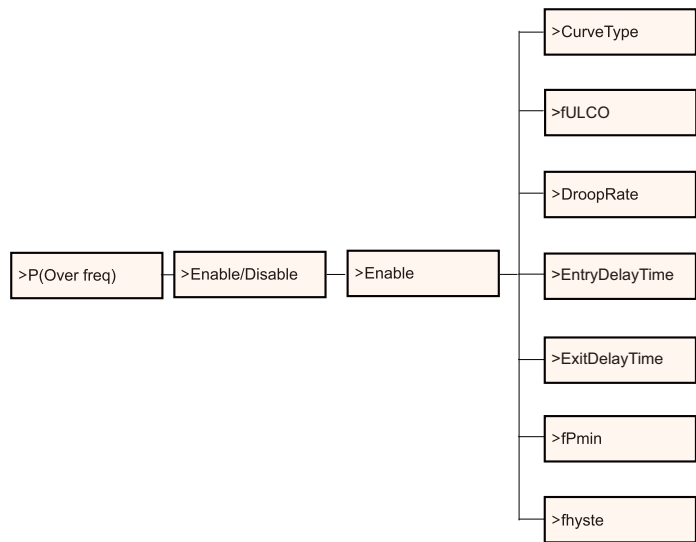 >P(Over freq)
>Enable/Disable
>Enable
>CurveType
>fULCO
>DroopRate
>EntryDelayTime
>ExitDelayTime
>fPmin
>fhyste